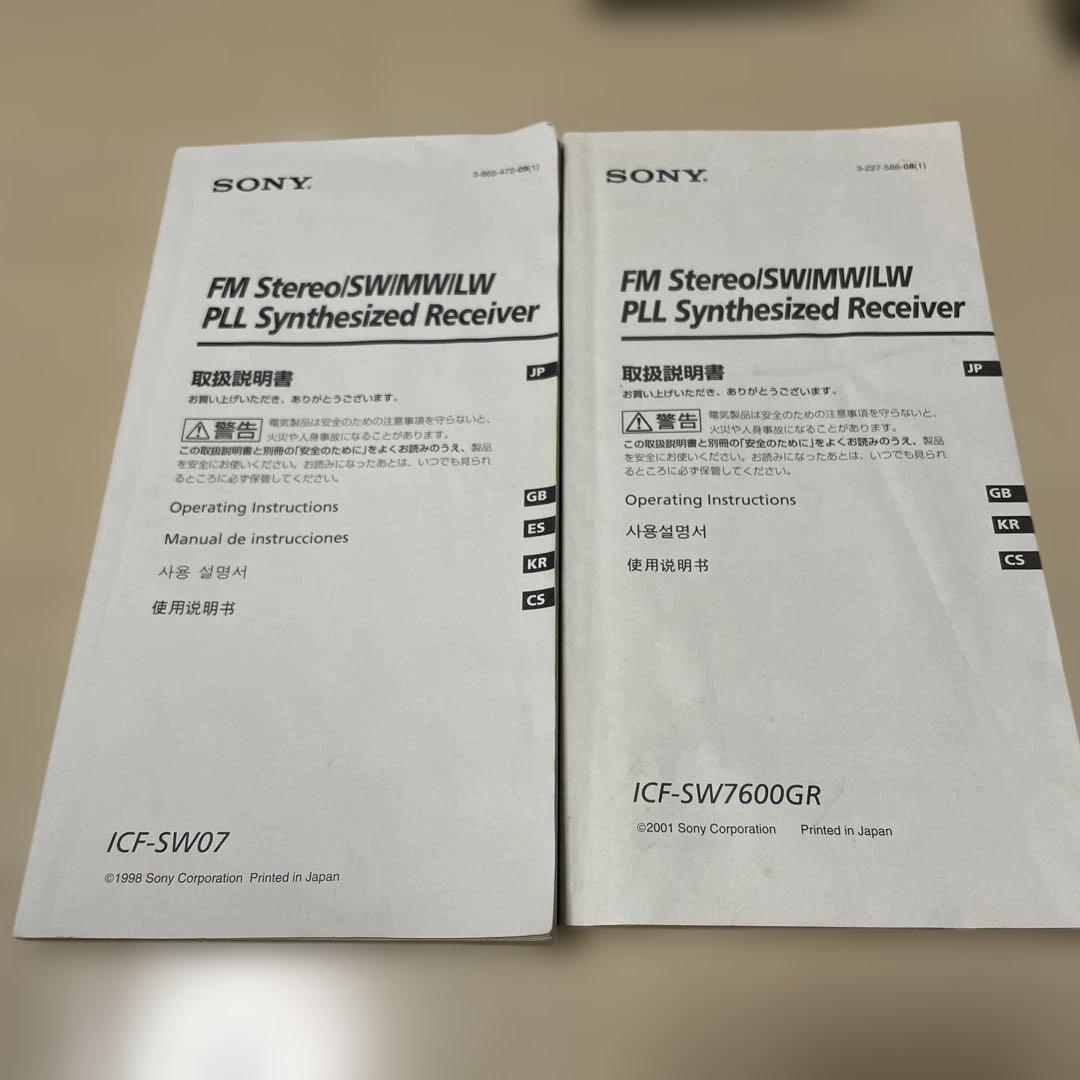 SONY®
3-865-472-09(1)
FM Stereo/SW/MW/LW
PLL Synthesized Receiver
取扱説明書
JP
お買い上げいただき、ありがとうございます。
警告
電気製品は安全のための注意事項を守らないと、
火災や人身事故になることがあります。
この取扱説明書と別冊の「安全のために」をよくお読みのうえ、製品
を安全にお使いください。お読みになったあとは、いつでも見られ
るところに必ず保管してください。
Operating Instructions
GB
Manual de instrucciones
ES
사용 설명서
KR
使用说明书
CS
ICF-SW07
©1998 Sony Corporation Printed in Japan
SONY®
3-227-586-08(1)
FM Stereo/SW/MW/LW
PLL Synthesized Receiver
取扱説明書
JP
お買い上げいただき、ありがとうございます。
警告
電気製品は安全のための注意事項を守らないと、
火災や人身事故になることがあります。
この取扱説明書と別冊の「安全のために」をよくお読みのうえ、製品
を安全にお使いください。お読みになったあとは、いつでも見られ
るところに必ず保管してください。
Operating Instructions
GB
사용설명서
KR
使用说明书
CS
ICF-SW7600GR
©2001 Sony Corporation Printed in Japan